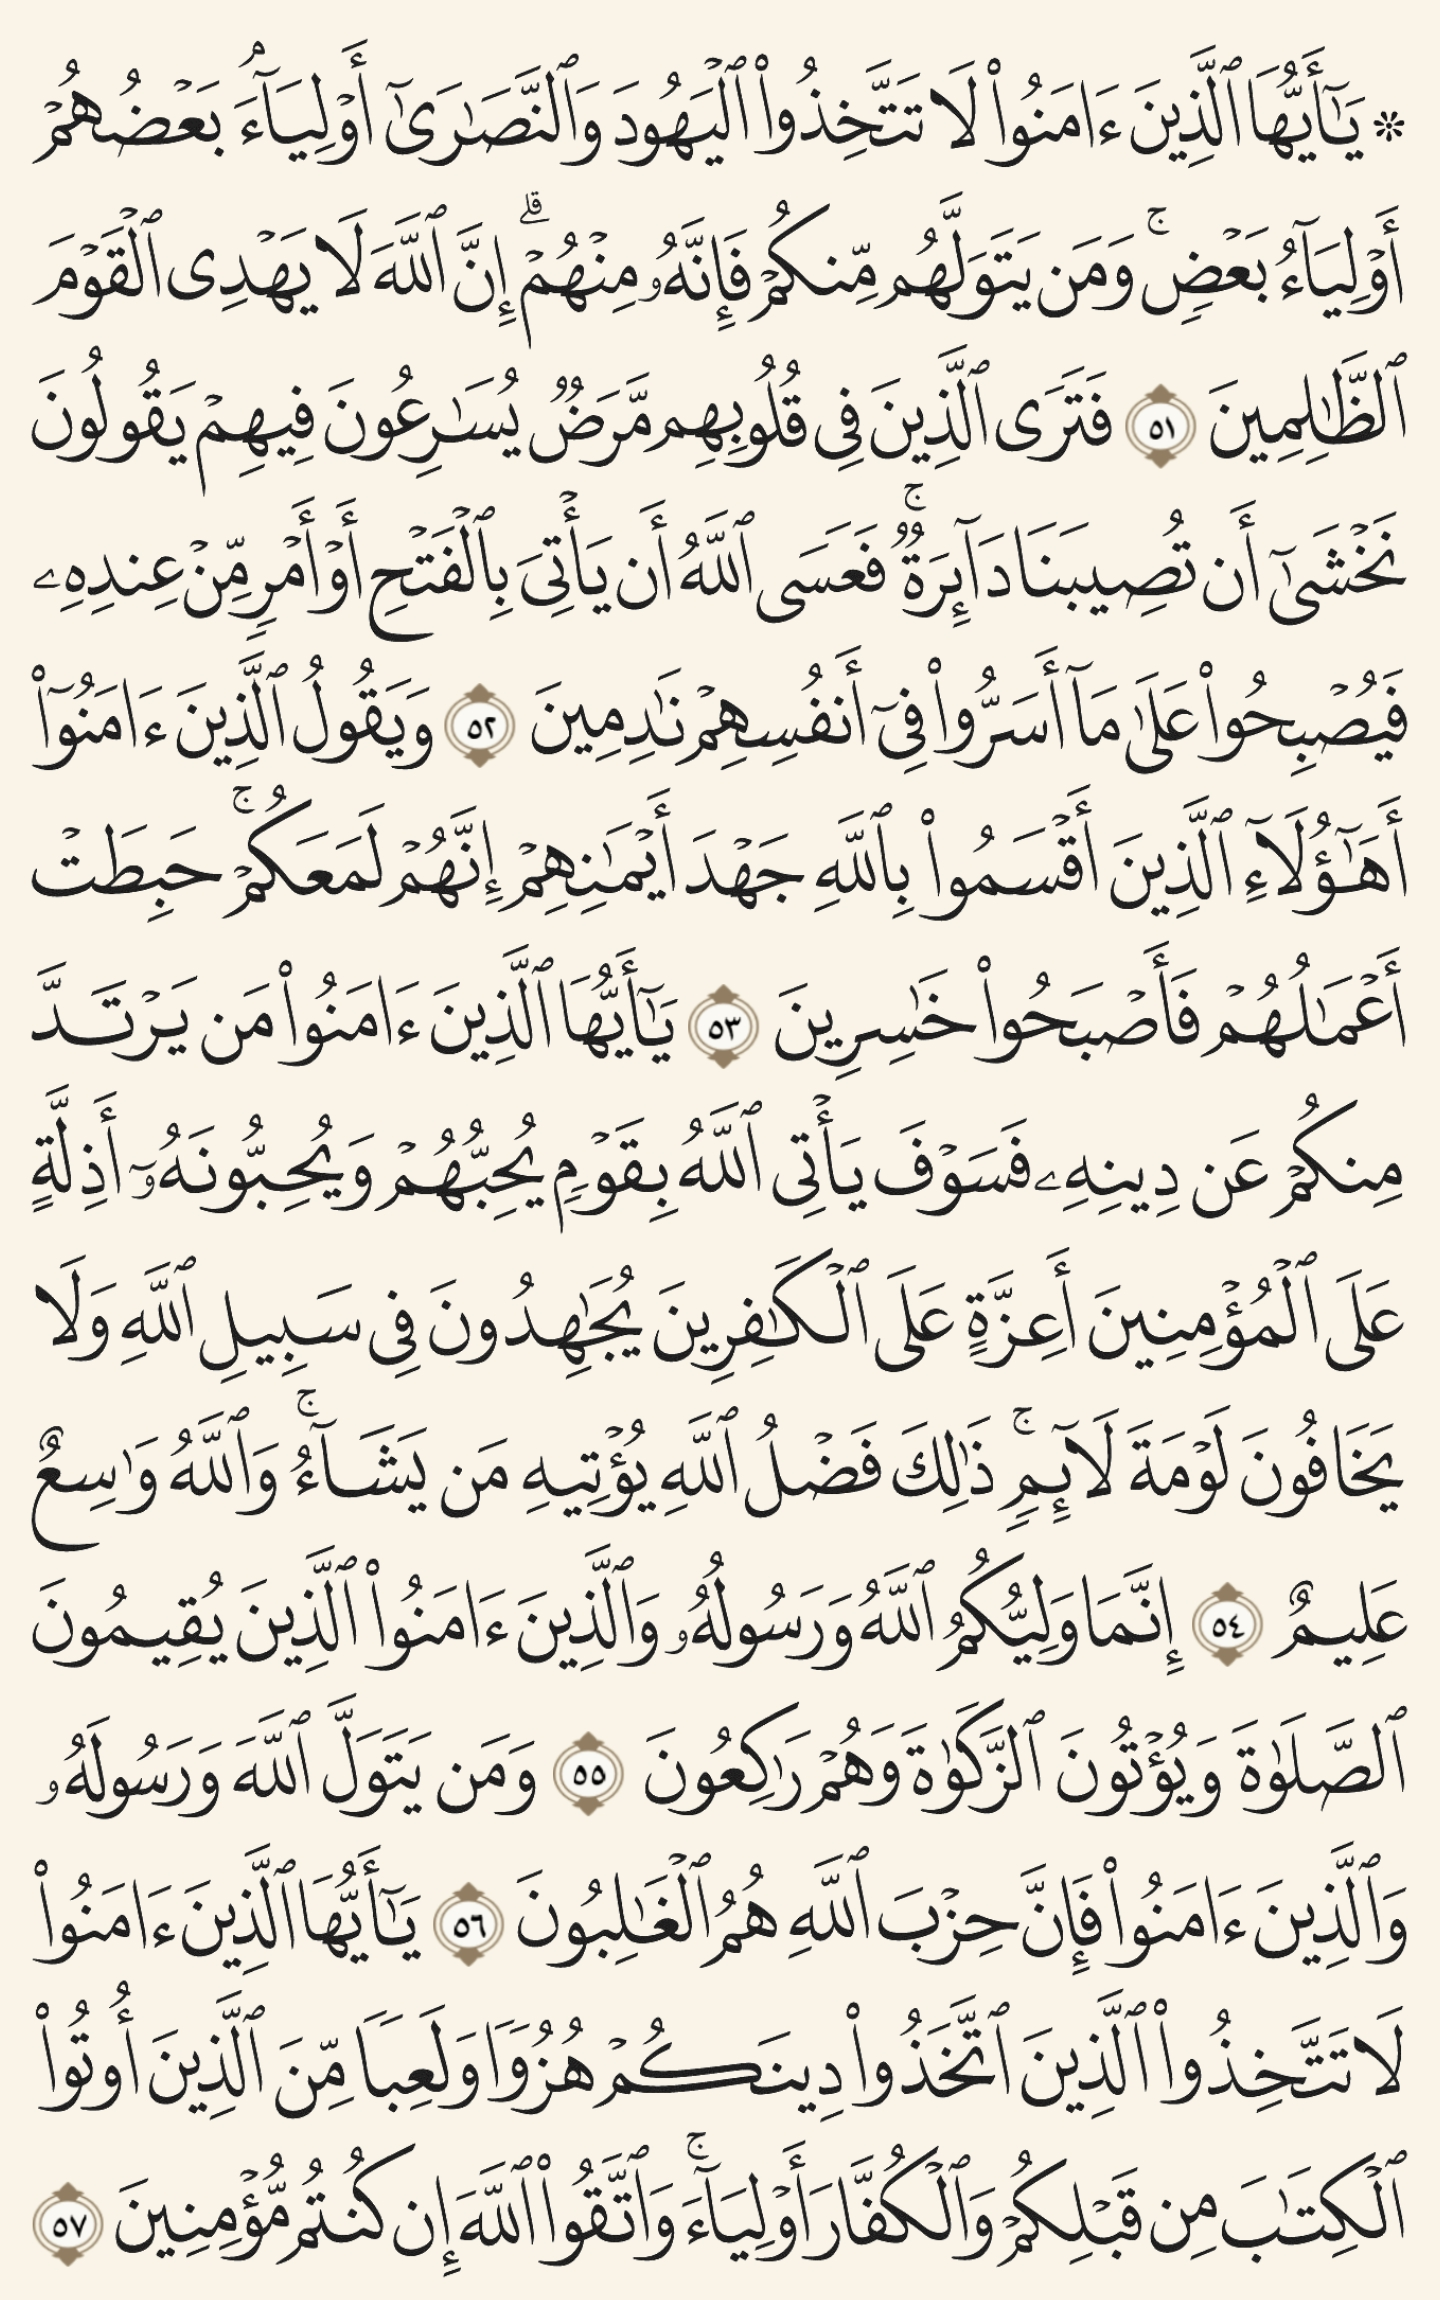 ۞ يَـٰٓأَيُّهَا ٱلَّذِينَ ءَامَنُوا۟ لَا تَتَّخِذُوا۟ ٱلْيَهُودَ وَٱلنَّصَـٰرَىٰٓ أَوْلِيَآءَ ۘ بَعْضُهُمْ
أَوْلِيَآءُ بَعْضٍ ۚ وَمَن يَتَوَلَّهُم مِّنكُمْ فَإِنَّهُۥ مِنْهُمْ ۗ إِنَّ ٱللَّهَ لَا يَهْدِى ٱلْقَوْمَ
ٱلظَّـٰلِمِينَ ٥١ فَتَرَى ٱلَّذِينَ فِى قُلُوبِهِم مَّرَضٌ يُسَـٰرِعُونَ فِيهِمْ يَقُولُونَ
نَخْشَىٰٓ أَن تُصِيبَنَا دَآئِرَةٌ ۚ فَعَسَى ٱللَّهُ أَن يَأْتِىَ بِٱلْفَتْحِ أَوْ أَمْرٍ مِّنْ عِندِهِۦ
فَيُصْبِحُوا۟ عَلَىٰ مَآ أَسَرُّوا۟ فِىٓ أَنفُسِهِمْ نَـٰدِمِينَ ٥٢ وَيَقُولُ ٱلَّذِينَ ءَامَنُوٓا۟
أَهَـٰٓؤُلَآءِ ٱلَّذِينَ أَقْسَمُوا۟ بِٱللَّهِ جَهْدَ أَيْمَـٰنِهِمْ إِنَّهُمْ لَمَعَكُمْ ۚ حَبِطَتْ
أَعْمَـٰلُهُمْ فَأَصْبَحُوا۟ خَـٰسِرِينَ ٥٣ يَـٰٓأَيُّهَا ٱلَّذِينَ ءَامَنُوا۟ مَن يَرْتَدَّ
مِنكُمْ عَن دِينِهِۦ فَسَوْفَ يَأْتِى ٱللَّهُ بِقَوْمٍ يُحِبُّهُمْ وَيُحِبُّونَهُۥٓ أَذِلَّةٍ
عَلَى ٱلْمُؤْمِنِينَ أَعِزَّةٍ عَلَى ٱلْكَـٰفِرِينَ يُجَـٰهِدُونَ فِى سَبِيلِ ٱللَّهِ وَلَا
يَخَافُونَ لَوْمَةَ لَآئِمٍ ۚ ذَٰلِكَ فَضْلُ ٱللَّهِ يُؤْتِيهِ مَن يَشَآءُ ۚ وَٱللَّهُ وَٰسِعٌ
عَلِيمٌ ٥٤ إِنَّمَا وَلِيُّكُمُ ٱللَّهُ وَرَسُولُهُۥ وَٱلَّذِينَ ءَامَنُوا۟ ٱلَّذِينَ يُقِيمُونَ
ٱلصَّلَوٰةَ وَيُؤْتُونَ ٱلزَّكَوٰةَ وَهُمْ رَٰكِعُونَ ٥٥ وَمَن يَتَوَلَّ ٱللَّهَ وَرَسُولَهُۥ
وَٱلَّذِينَ ءَامَنُوا۟ فَإِنَّ حِزْبَ ٱللَّهِ هُمُ ٱلْغَـٰلِبُونَ ٥٦ يَـٰٓأَيُّهَا ٱلَّذِينَ ءَامَنُوا۟
لَا تَتَّخِذُوا۟ ٱلَّذِينَ ٱتَّخَذُوا۟ دِينَكُمْ هُزُوًا وَلَعِبًا مِّنَ ٱلَّذِينَ أُوتُوا۟
ٱلْكِتَـٰبَ مِن قَبْلِكُمْ وَٱلْكُفَّارَ أَوْلِيَآءَ ۚ وَٱتَّقُوا۟ ٱللَّهَ إِن كُنتُم مُّؤْمِنِينَ ٥٧